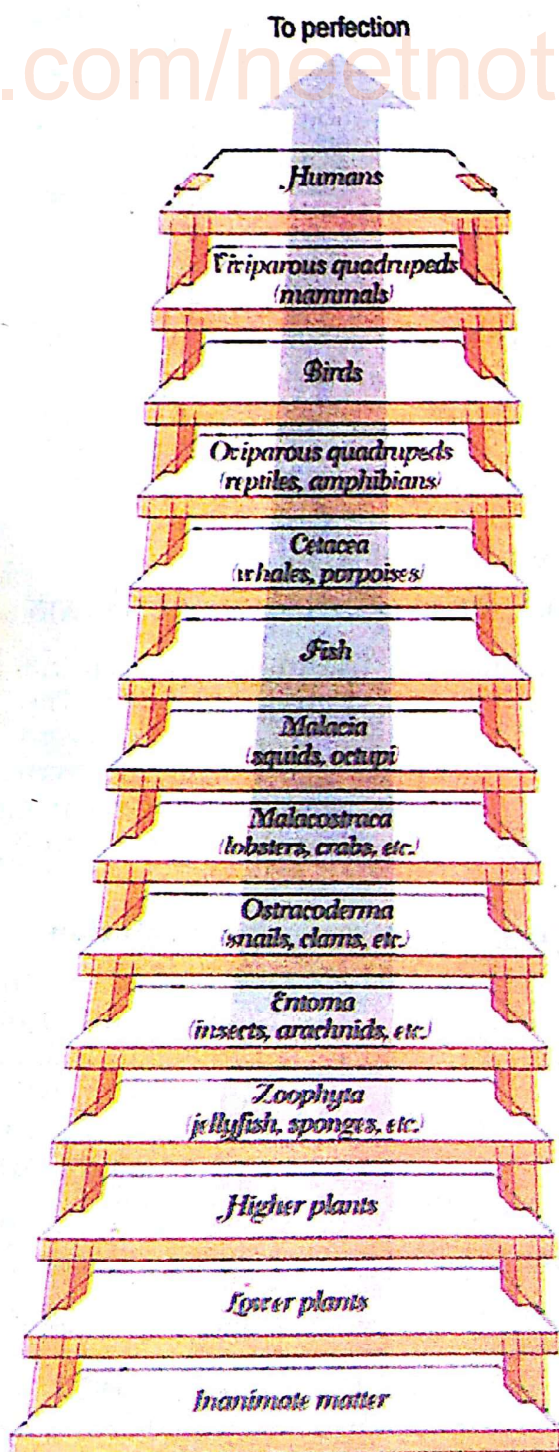 To perfection
.com/neetnot
Humans
Viviparous quadrupeds
(mammals)
Birds
Oviparous quadrupeds
(reptiles, amphibians)
Cetacea
(whales, porpoises)
Fish
Malacia
(squids, octupi)
Malacostraca
(lobsters, crabs, etc.)
Ostracoderma
(snails, clams, etc.)
Entoma
(insects, arachnids, etc.)
Zoophyta
(jellyfish, sponges, etc.)
Higher plants
Lower plants
Inanimate matter